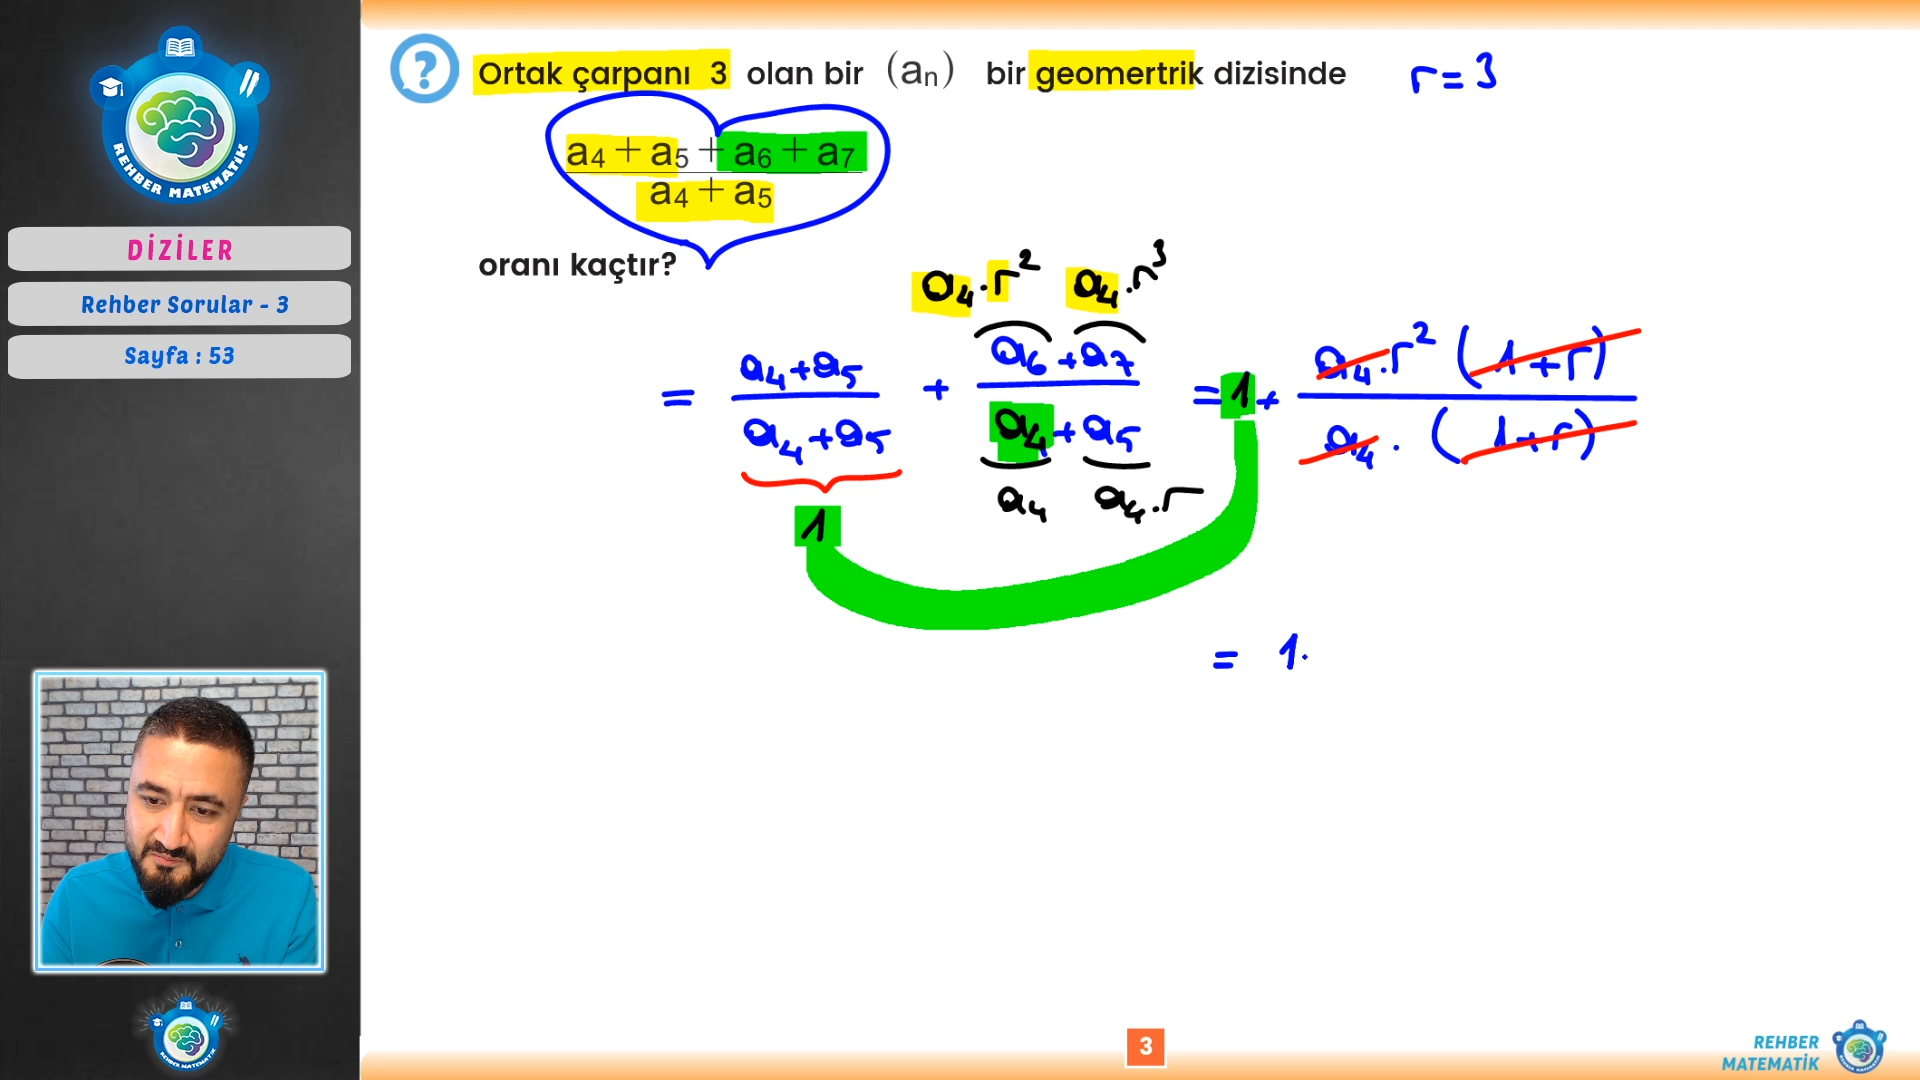 REHBER MATEMATİK
DİZİLER
Rehber Sorular - 3
Sayfa : 53
Ortak çarpanı 3 olan bir (aₙ) bir geomertrik dizisinde r = 3
a₄ + a₅ + a₆ + a₇
a₄ + a₅
oranı kaçtır?
a₄ . r² a₄ . r³
= a₄ + a₅ / a₄ + a₅ + a₆ + a₇ / a₄ + a₅ = 1 + a₄ . r² (1 + r) / a₄ . (1 + r)
1 a₄ a₄ . r
= 1.
3
REHBER
MATEMATİK
REHBER MATEMATİK